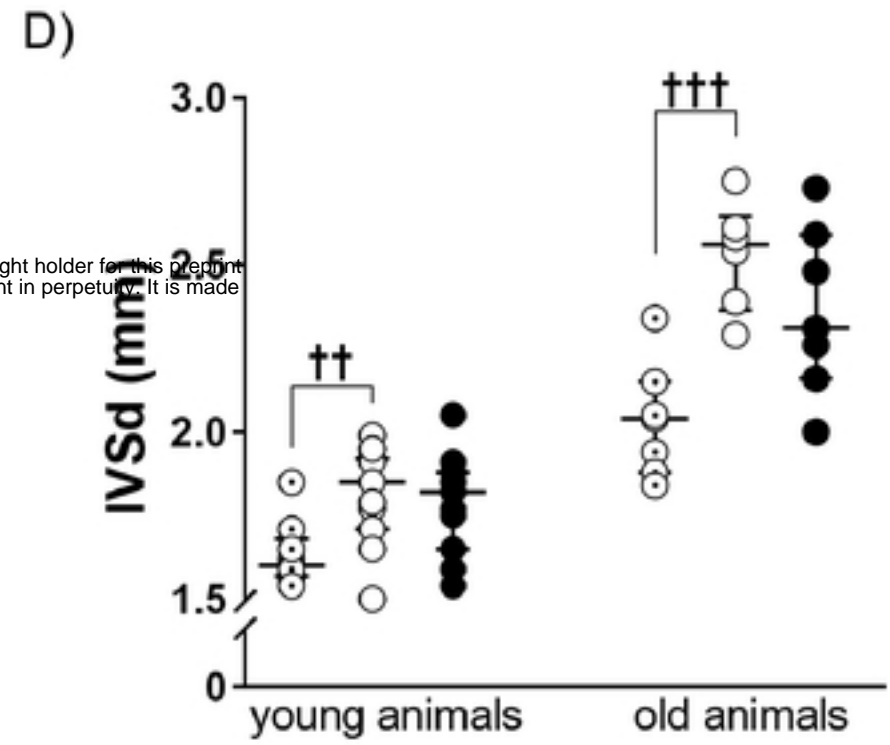 D)
3.0
†††
ght holder for this preprint
2.5
nt in perpetuity. It is made
IVSd (mm)
††
2.0
1.5
0
young animals
old animals